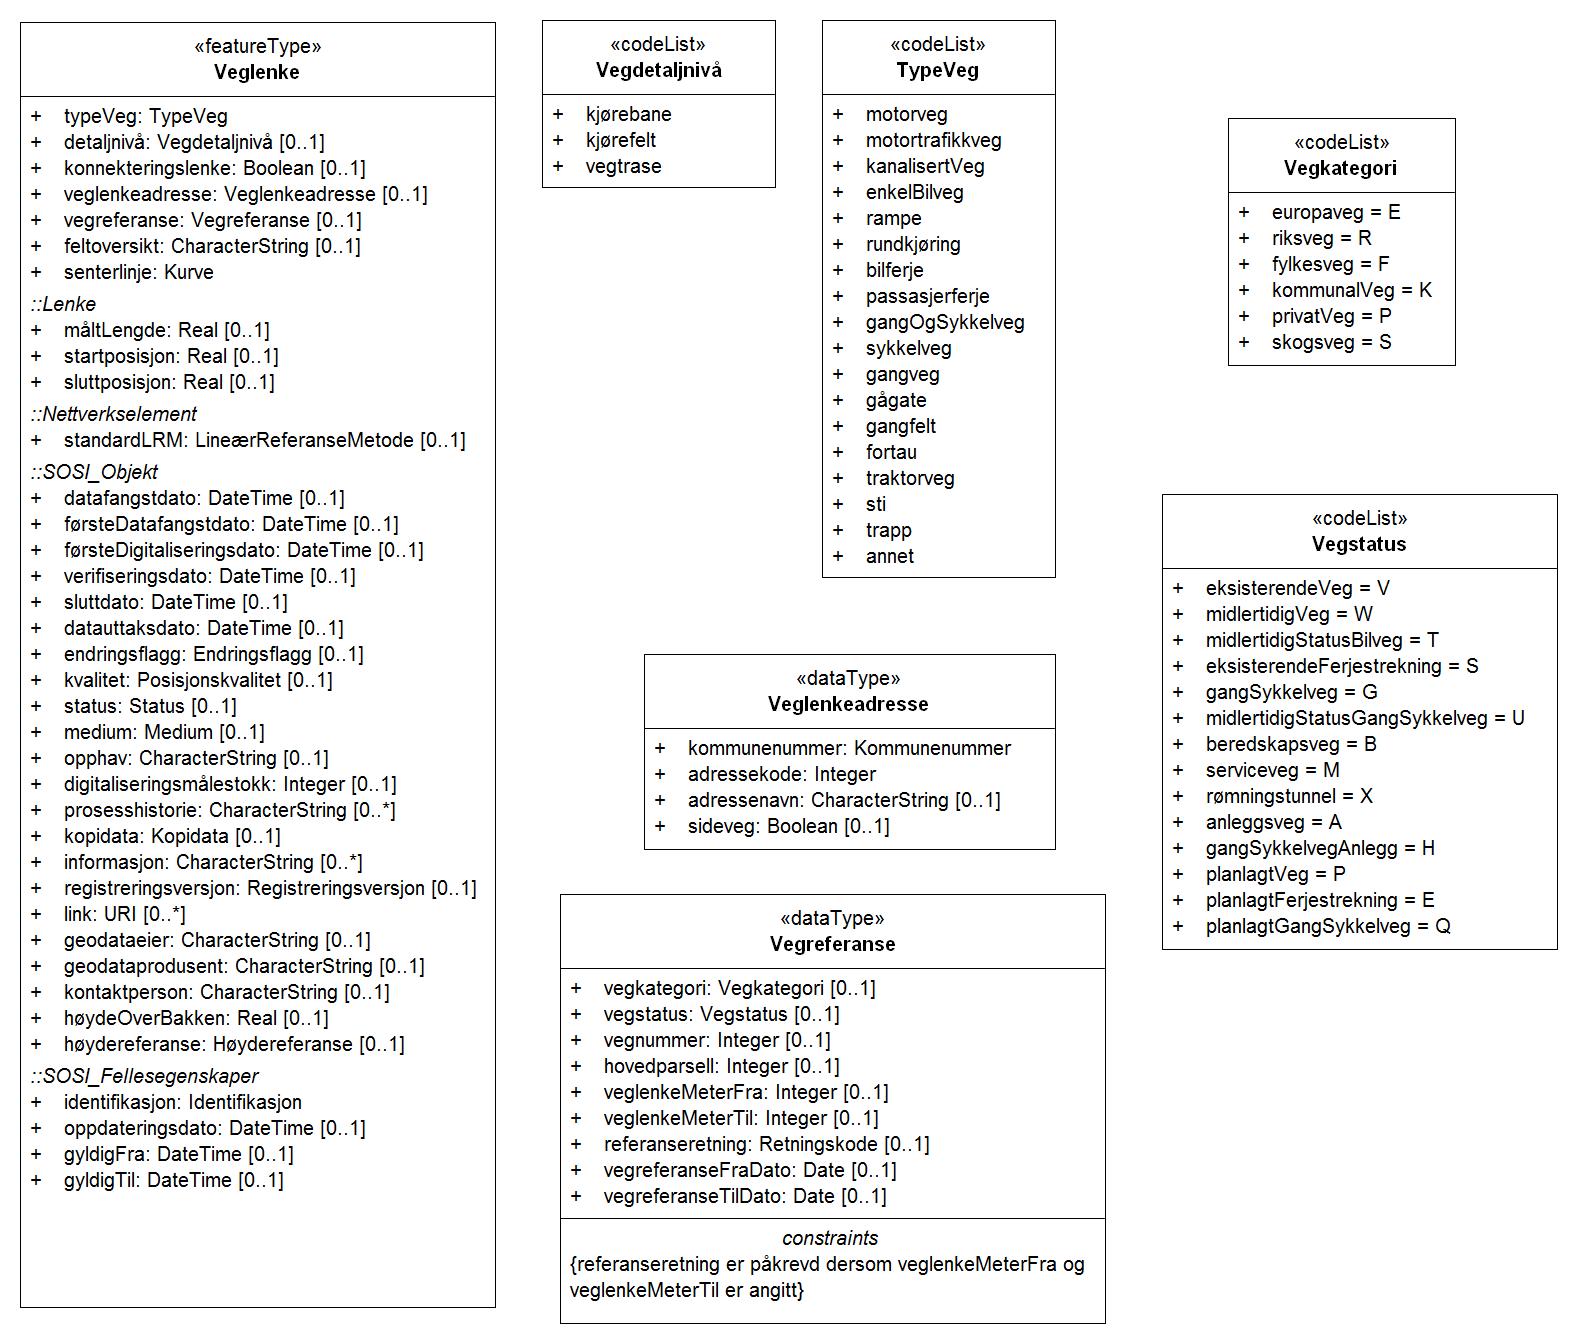 «featureType»
Veglenke
+ typeVeg: TypeVeg
+ detaljnivå: Vegdetaljnivå [0..1]
+ konnekteringslenke: Boolean [0..1]
+ veglenkeadresse: Veglenkeadresse [0..1]
+ vegreferanse: Vegreferanse [0..1]
+ feltoversikt: CharacterString [0..1]
+ senterlinje: Kurve
::Lenke
+ måltLengde: Real [0..1]
+ startposisjon: Real [0..1]
+ sluttposisjon: Real [0..1]
::Nettverkselement
+ standardLRM: LineærReferanseMetode [0..1]
::SOSI_Objekt
+ datafangstdato: DateTime [0..1]
+ førsteDatafangstdato: DateTime [0..1]
+ førsteDigitaliseringsdato: DateTime [0..1]
+ verifiseringsdato: DateTime [0..1]
+ sluttdato: DateTime [0..1]
+ datauttaksdato: DateTime [0..1]
+ endringsflagg: Endringsflagg [0..1]
+ kvalitet: Posisjonskvalitet [0..1]
+ status: Status [0..1]
+ medium: Medium [0..1]
+ opphav: CharacterString [0..1]
+ digitaliseringsmålestokk: Integer [0..1]
+ prosesshistorie: CharacterString [0..*]
+ kopidata: Kopidata [0..1]
+ informasjon: CharacterString [0..*]
+ registreringsversjon: Registreringsversjon [0..1]
+ link: URI [0..*]
+ geodataeier: CharacterString [0..1]
+ geodataprodusent: CharacterString [0..1]
+ kontaktperson: CharacterString [0..1]
+ høydeOverBakken: Real [0..1]
+ høydereferanse: Høydereferanse [0..1]
::SOSI_Fellesegenskaper
+ identifikasjon: Identifikasjon
+ oppdateringsdato: DateTime [0..1]
+ gyldigFra: DateTime [0..1]
+ gyldigTil: DateTime [0..1]
«codeList»
Vegdetaljnivå
+ kjørebane
+ kjørefelt
+ vegtrase
«codeList»
TypeVeg
+ motorveg
+ motortrafikkveg
+ kanalisertVeg
+ enkelBilveg
+ rampe
+ rundkjøring
+ bilferje
+ passasjerferje
+ gangOgSykkelveg
+ sykkelveg
+ gangveg
+ gågate
+ gangfelt
+ fortau
+ traktorveg
+ sti
+ trapp
+ annet
«codeList»
Vegkategori
+ europaveg = E
+ riksveg = R
+ fylkesveg = F
+ kommunalVeg = K
+ privatVeg = P
+ skogsveg = S
«codeList»
Vegstatus
+ eksisterendeVeg = V
+ midlertidigVeg = W
+ midlertidigStatusBilveg = T
+ eksisterendeFerjestrekning = S
+ gangSykkelveg = G
+ midlertidigStatusGangSykkelveg = U
+ beredskapsveg = B
+ serviceveg = M
+ rømningstunnel = X
+ anleggsveg = A
+ gangSykkelvegAnlegg = H
+ planlagtVeg = P
+ planlagtFerjestrekning = E
+ planlagtGangSykkelveg = Q
«dataType»
Veglenkeadresse
+ kommunenummer: Kommunenummer
+ adressekode: Integer
+ adressenavn: CharacterString [0..1]
+ sideveg: Boolean [0..1]
«dataType»
Vegreferanse
+ vegkategori: Vegkategori [0..1]
+ vegstatus: Vegstatus [0..1]
+ vegnummer: Integer [0..1]
+ hovedparsell: Integer [0..1]
+ veglenkeMeterFra: Integer [0..1]
+ veglenkeMeterTil: Integer [0..1]
+ referanseretning: Retningskode [0..1]
+ vegreferanseFraDato: Date [0..1]
+ vegreferanseTilDato: Date [0..1]
constraints
{referanseretning er påkrevd dersom veglenkeMeterFra og
veglenkeMeterTil er angitt}